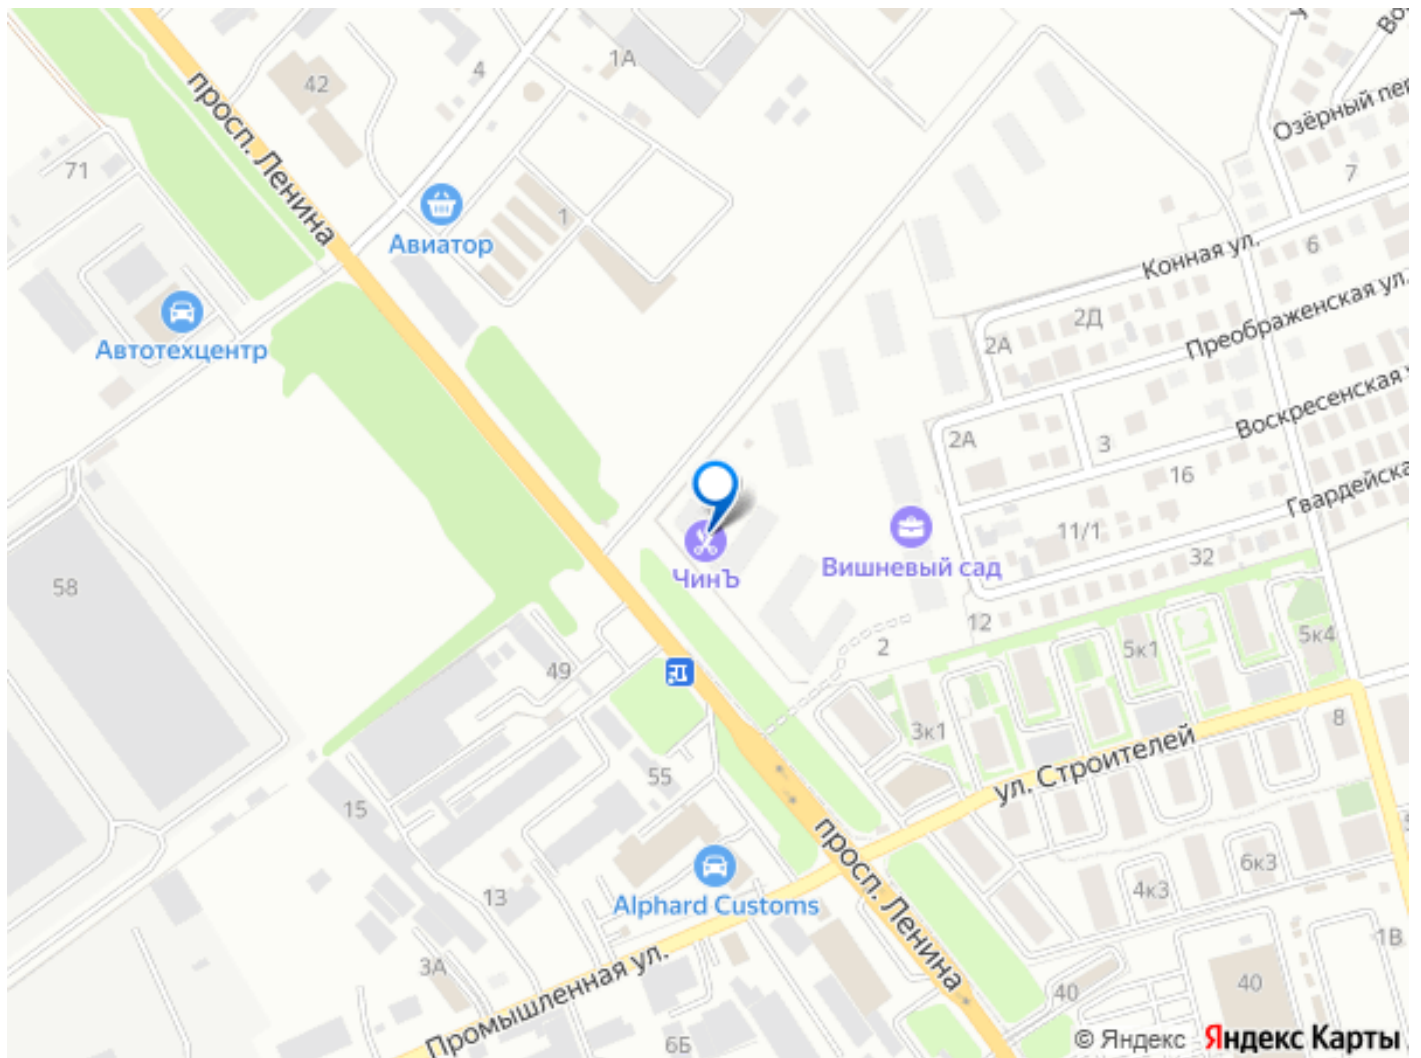 просп. Ленина
42
4
1А
71
1
Авиатор
Автотехцентр
Озёрный пер
7
6
Конная ул.
2Д
2А
Преображенская ул.
Воскресенская
2А
3
16
Гвардейска
11/1
32
ЧинЪ
Вишневый сад
12
2
5к1
5к4
58
49
3к1
8
ул. Строителей
55
15
просп. Ленина
6к3
4к3
13
Alphard Customs
1В
3А
Промышленная ул.
40
40
6Б
© Яндекс Яндекс Карты